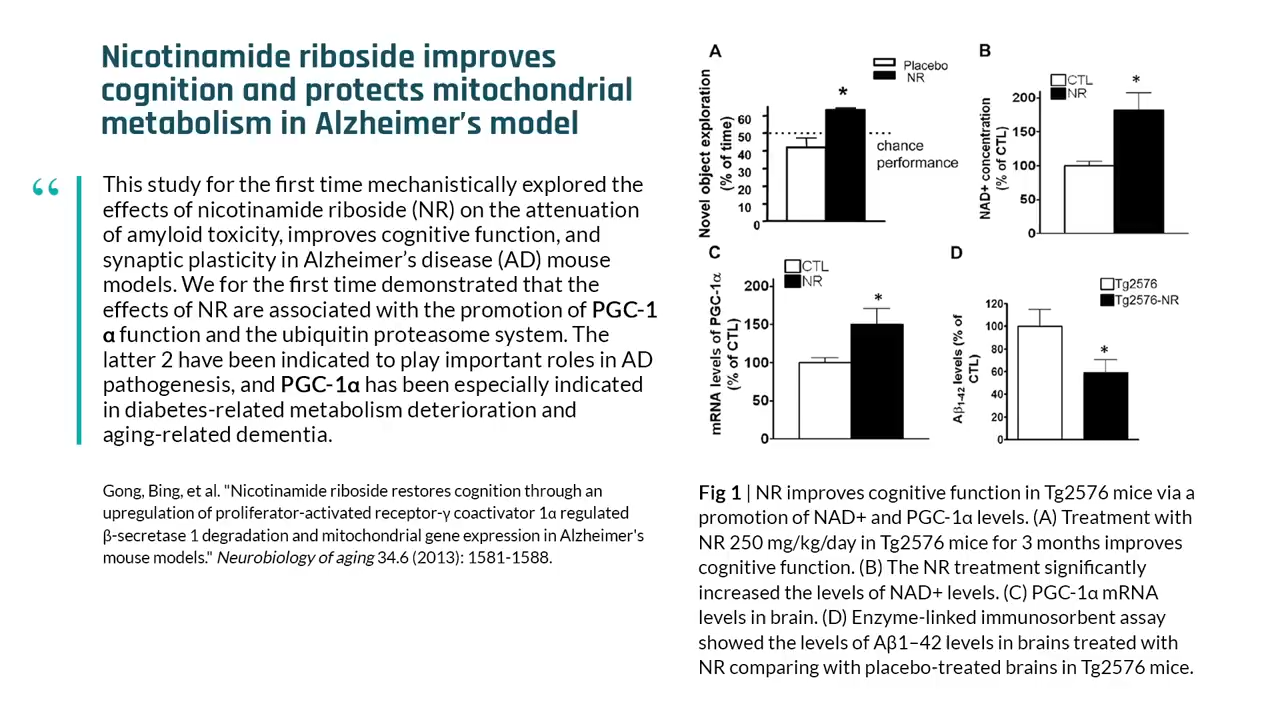 Nicotinamide riboside improves
cognition and protects mitochondrial
metabolism in Alzheimer's model
“
This study for the first time mechanistically explored the
effects of nicotinamide riboside (NR) on the attenuation
of amyloid toxicity, improves cognitive function, and
synaptic plasticity in Alzheimer's disease (AD) mouse
models. We for the first time demonstrated that the
effects of NR are associated with the promotion of PGC-1
α function and the ubiquitin proteasome system. The
latter 2 have been indicated to play important roles in AD
pathogenesis, and PGC-1α has been especially indicated
in diabetes-related metabolism deterioration and
aging-related dementia.
Gong, Bing, et al. "Nicotinamide riboside restores cognition through an
upregulation of proliferator-activated receptor-γ coactivator 1α regulated
β-secretase 1 degradation and mitochondrial gene expression in Alzheimer's
mouse models." Neurobiology of aging 34.6 (2013): 1581-1588.
A
Placebo
NR
Novel object exploration
(% of time)
60
50
40
30
20
10
0
*
chance
performance
B
CTL
NR
NAD+ concentration
(% of CTL)
200
150
100
50
0
*
C
CTL
NR
mRNA levels of PGC-1α
(% of CTL)
200
150
100
50
0
*
D
Tg2576
Tg2576-NR
Aβ1-42 levels (% of
CTL)
120
100
80
60
40
20
0
*
Fig 1 | NR improves cognitive function in Tg2576 mice via a
promotion of NAD+ and PGC-1α levels. (A) Treatment with
NR 250 mg/kg/day in Tg2576 mice for 3 months improves
cognitive function. (B) The NR treatment significantly
increased the levels of NAD+ levels. (C) PGC-1α mRNA
levels in brain. (D) Enzyme-linked immunosorbent assay
showed the levels of Aβ1–42 levels in brains treated with
NR comparing with placebo-treated brains in Tg2576 mice.